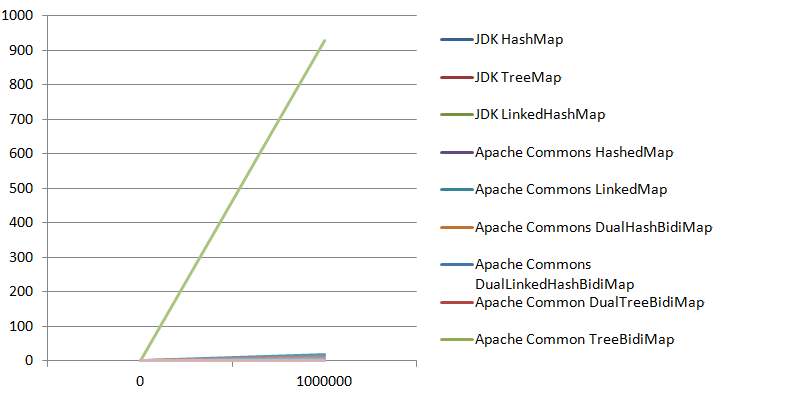 1000
900
800
700
600
500
400
300
200
100
0
0
1000000
JDK HashMap
JDK TreeMap
JDK LinkedHashMap
Apache Commons HashedMap
Apache Commons LinkedMap
Apache Commons DualHashBidiMap
Apache Commons
DualLinkedHashBidiMap
Apache Common DualTreeBidiMap
Apache Common TreeBidiMap